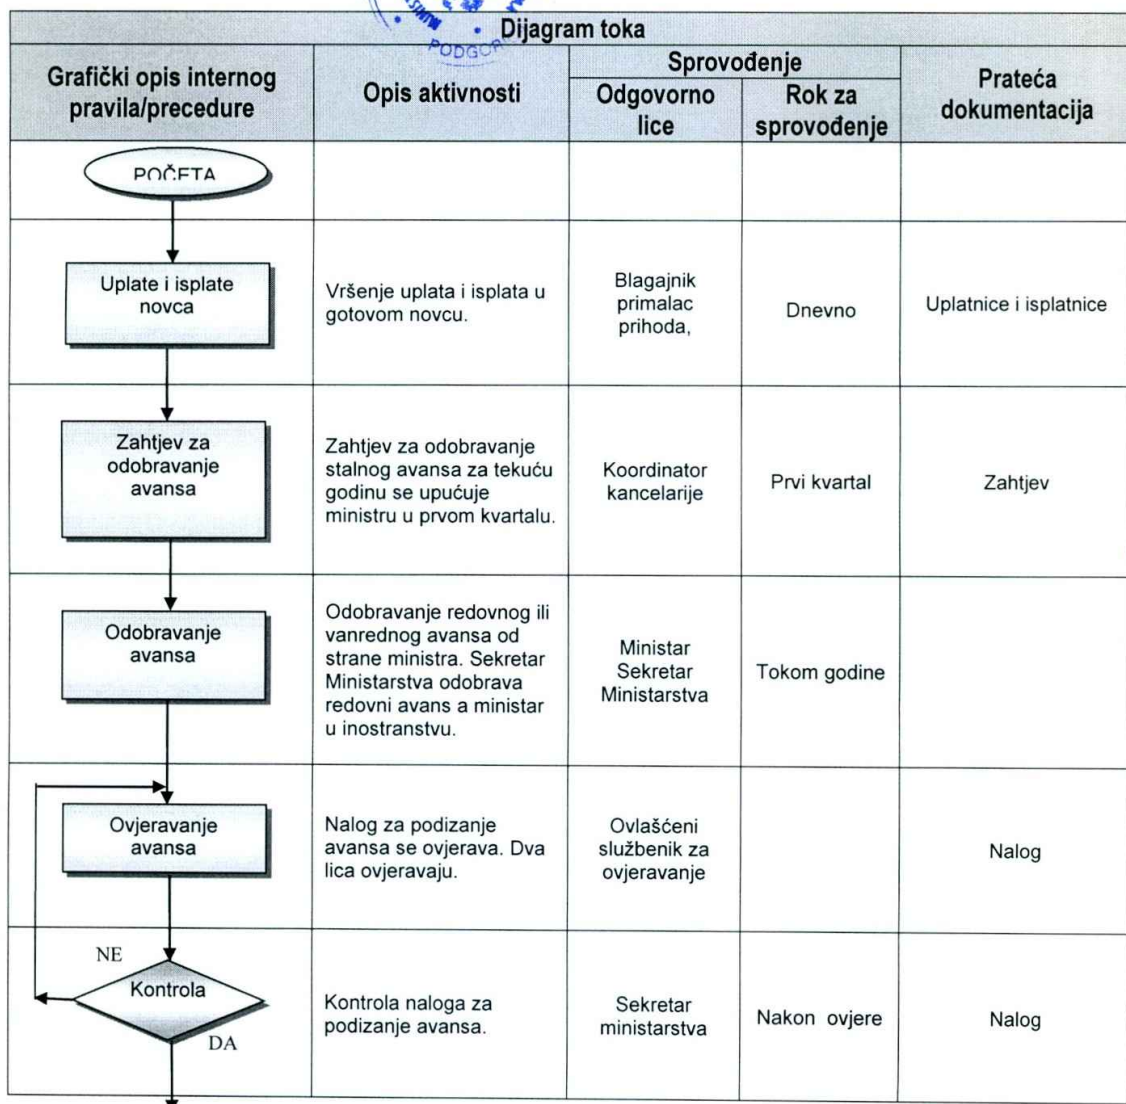 PODGOR
Dijagram toka
Grafički opis internog
pravila/precedure
Opis aktivnosti
Sprovođenje
Odgovorno
lice
Rok za
sprovođenje
Prateća
dokumentacija
POČETA
Uplate i isplate
novca
Vršenje uplata i isplata u
gotovom novcu.
Blagajnik
primalac
prihoda,
Dnevno
Uplatnice i isplatnice
Zahtjev za
odobravanje
avansa
Zahtjev za odobravanje
stalnog avansa za tekuću
godinu se upućuje
ministru u prvom kvartalu.
Koordinator
kancelarije
Prvi kvartal
Zahtjev
Odobravanje
avansa
Odobravanje redovnog ili
vanrednog avansa od
strane ministra. Sekretar
Ministarstva odobrava
redovni avans a ministar
u inostranstvu.
Ministar
Sekretar
Ministarstva
Tokom godine
Ovjeravanje
avansa
Nalog za podizanje
avansa se ovjerava. Dva
lica ovjeravaju.
Ovlašćeni
službenik za
ovjeravanje
Nalog
NE
Kontrola
DA
Kontrola naloga za
podizanje avansa.
Sekretar
ministarstva
Nakon ovjere
Nalog